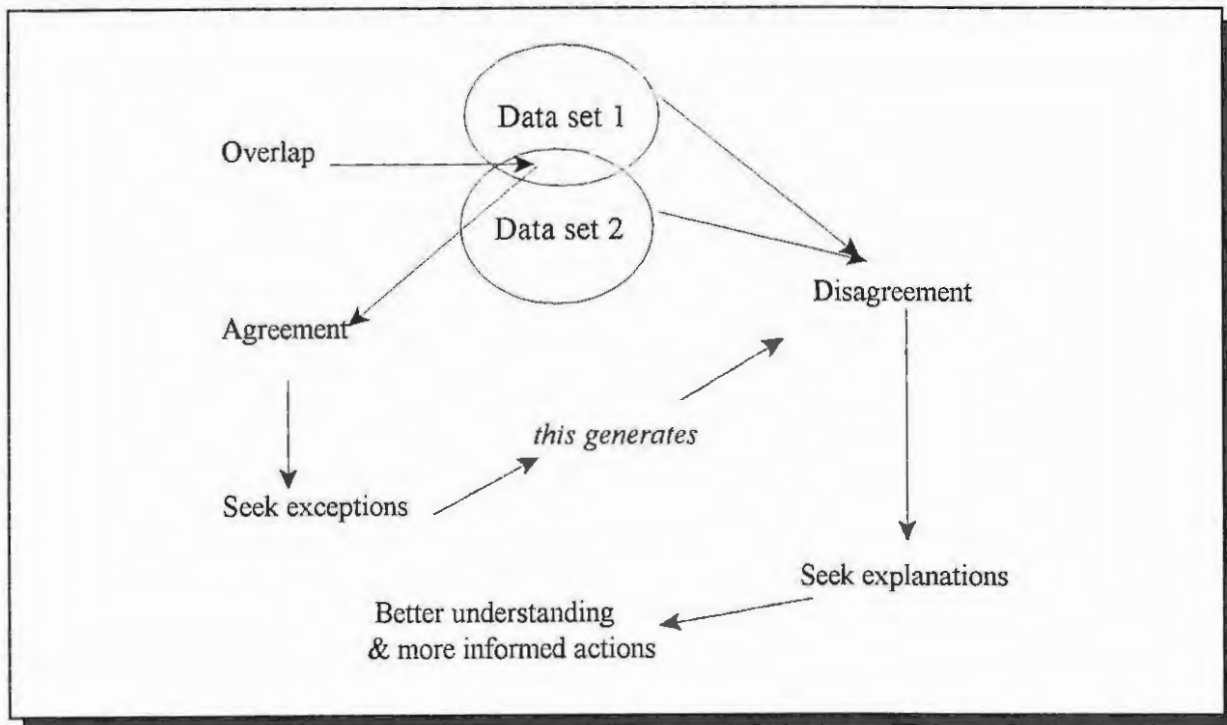 Data set 1
Overlap
Data set 2
Disagreement
Agreement
this generates
Seek exceptions
Seek explanations
Better understanding
& more informed actions